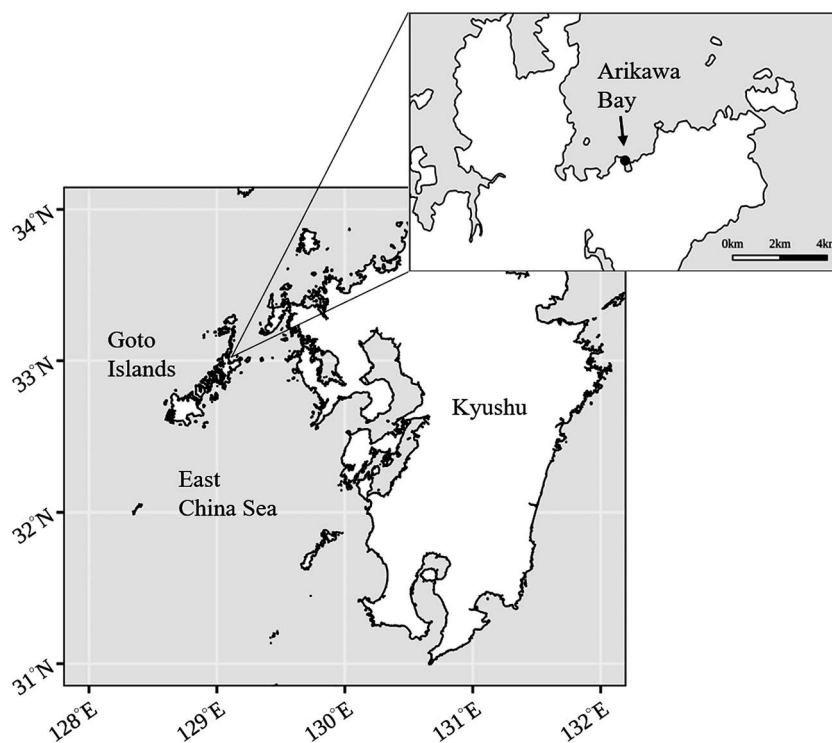 Arikawa
Bay
0km 2km 4km
34°N
33°N
32°N
31°N
Goto
Islands
Kyushu
East
China Sea
128°E 129°E 130°E 131°E 132°E